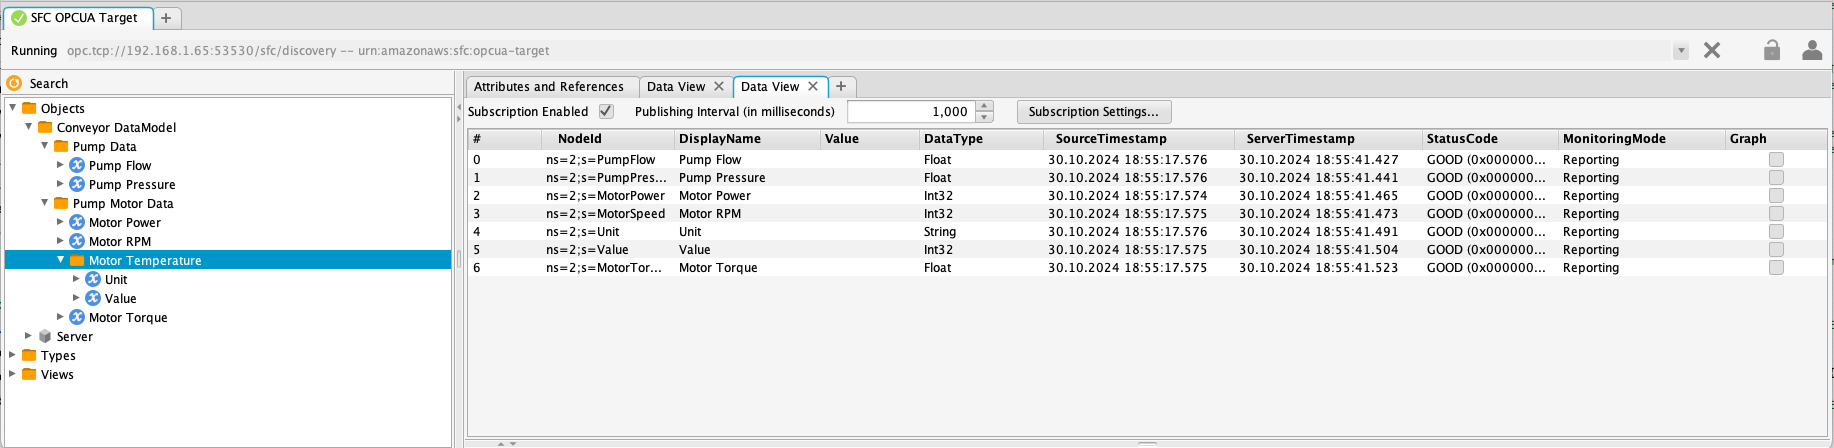 SFC OPCUA Target +
Running opc.tcp://192.168.1.65:53530/sfc/discovery -- urn:amazonaws:sfc:opcua-target
Search
Objects
Conveyor DataModel
Pump Data
Pump Flow
Pump Pressure
Pump Motor Data
Motor Power
Motor RPM
Motor Temperature
Unit
Value
Motor Torque
Server
Types
Views
Attributes and References Data View Data View +
Subscription Enabled Publishing Interval (in milliseconds) 1,000 Subscription Settings...
# NodeId DisplayName Value DataType SourceTimestamp ServerTimestamp StatusCode MonitoringMode Graph
0 ns=2;s=PumpFlow Pump Flow Float 30.10.2024 18:55:17.576 30.10.2024 18:55:41.427 GOOD (0x000000... Reporting
1 ns=2;s=PumpPres... Pump Pressure Float 30.10.2024 18:55:17.576 30.10.2024 18:55:41.441 GOOD (0x000000... Reporting
2 ns=2;s=MotorPower Motor Power Int32 30.10.2024 18:55:17.574 30.10.2024 18:55:41.465 GOOD (0x000000... Reporting
3 ns=2;s=MotorSpeed Motor RPM Int32 30.10.2024 18:55:17.575 30.10.2024 18:55:41.473 GOOD (0x000000... Reporting
4 ns=2;s=Unit Unit String 30.10.2024 18:55:17.576 30.10.2024 18:55:41.491 GOOD (0x000000... Reporting
5 ns=2;s=Value Value Int32 30.10.2024 18:55:17.575 30.10.2024 18:55:41.504 GOOD (0x000000... Reporting
6 ns=2;s=MotorTor... Motor Torque Float 30.10.2024 18:55:17.575 30.10.2024 18:55:41.523 GOOD (0x000000... Reporting